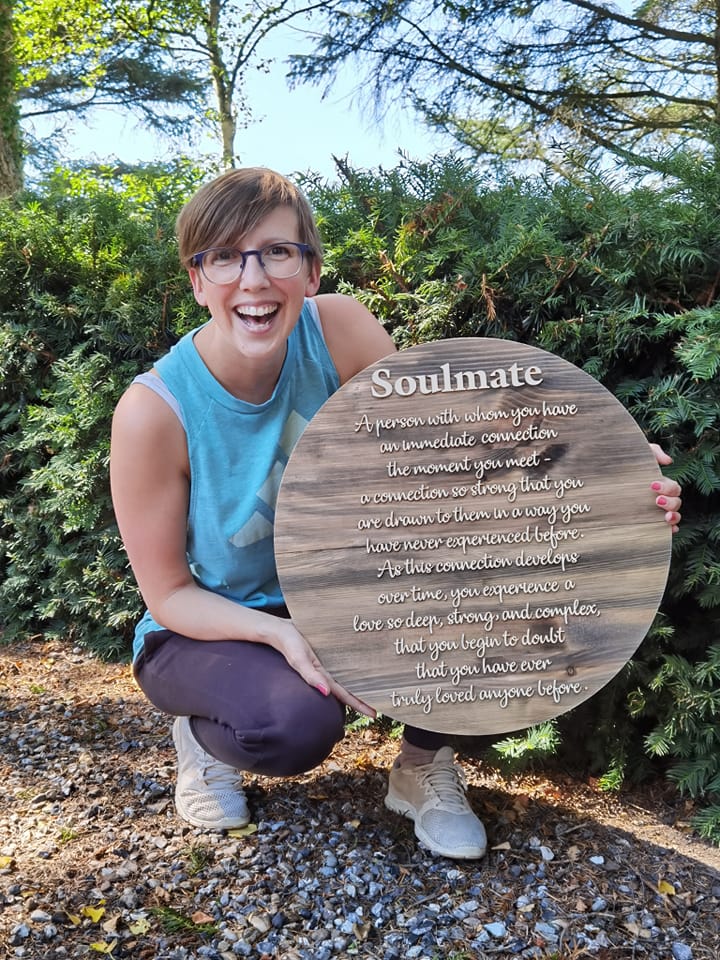 Soulmate
A person with whom you have
an immediate connection
the moment you meet -
a connection so strong that you
are drawn to them in a way you
have never experienced before.
As this connection develops
over time, you experience a
love so deep, strong, and complex,
that you begin to doubt
that you have ever
truly loved anyone before.